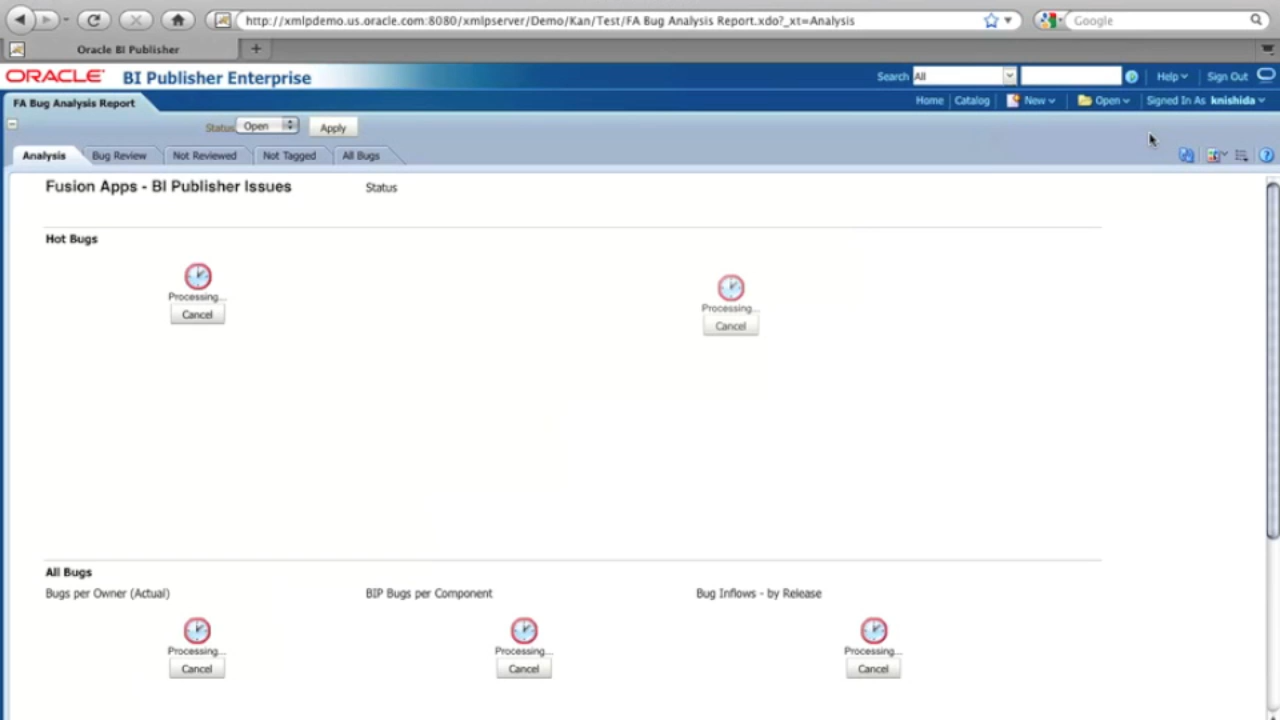 http://xmlpdemo.us.oracle.com:8080/xmlpserver/Demo/Kan/Test/FA Bug Analysis Report.xdo?_xt=Analysis
Google
Oracle BI Publisher
ORACLE BI Publisher Enterprise
Search All Help Sign Out
FA Bug Analysis Report
Home Catalog New Open Signed In As knishida
Status Open Apply
Analysis Bug Review Not Reviewed Not Tagged All Bugs
Fusion Apps - BI Publisher Issues Status
Hot Bugs
Processing...
Cancel
Processing...
Cancel
All Bugs
Bugs per Owner (Actual) BIP Bugs per Component Bug Inflows - by Release
Processing... Processing... Processing...
Cancel Cancel Cancel